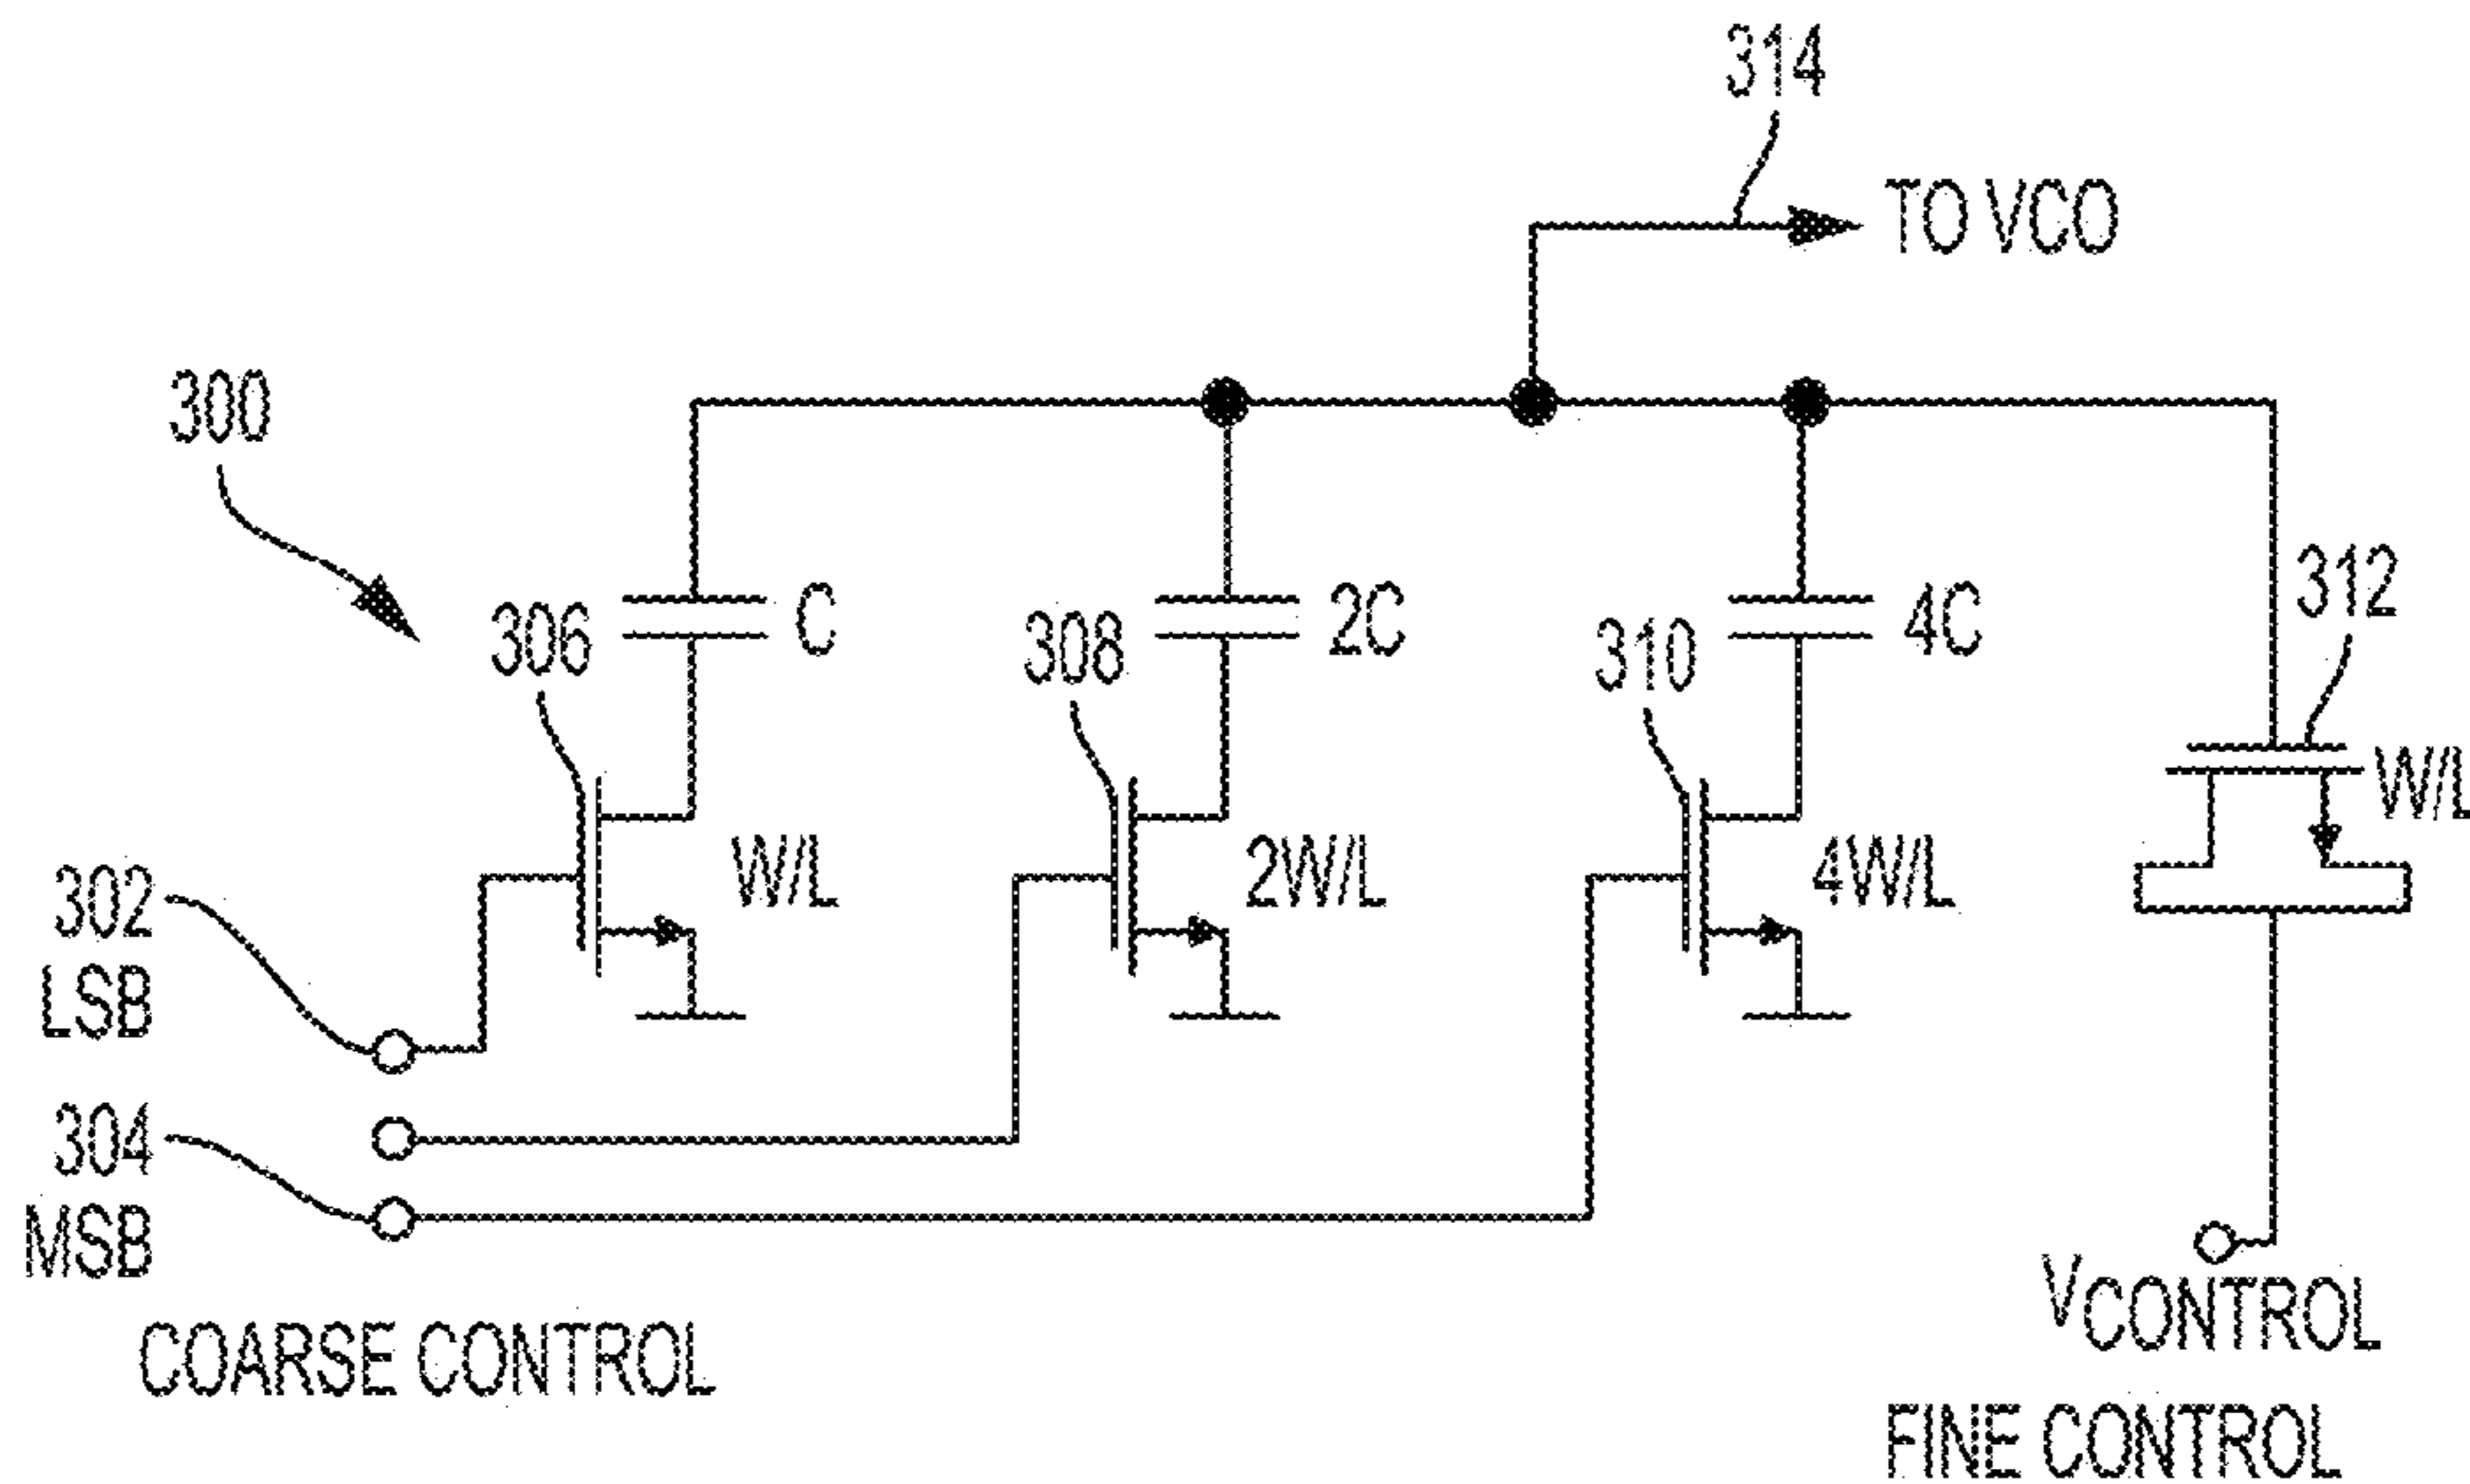 314
TO VCO
300
306
C
308
2C
310
4C
312
W/L
W/L
2W/L
4W/L
302
LSB
304
MSB
COARSE CONTROL
VCONTROL
FINE CONTROL